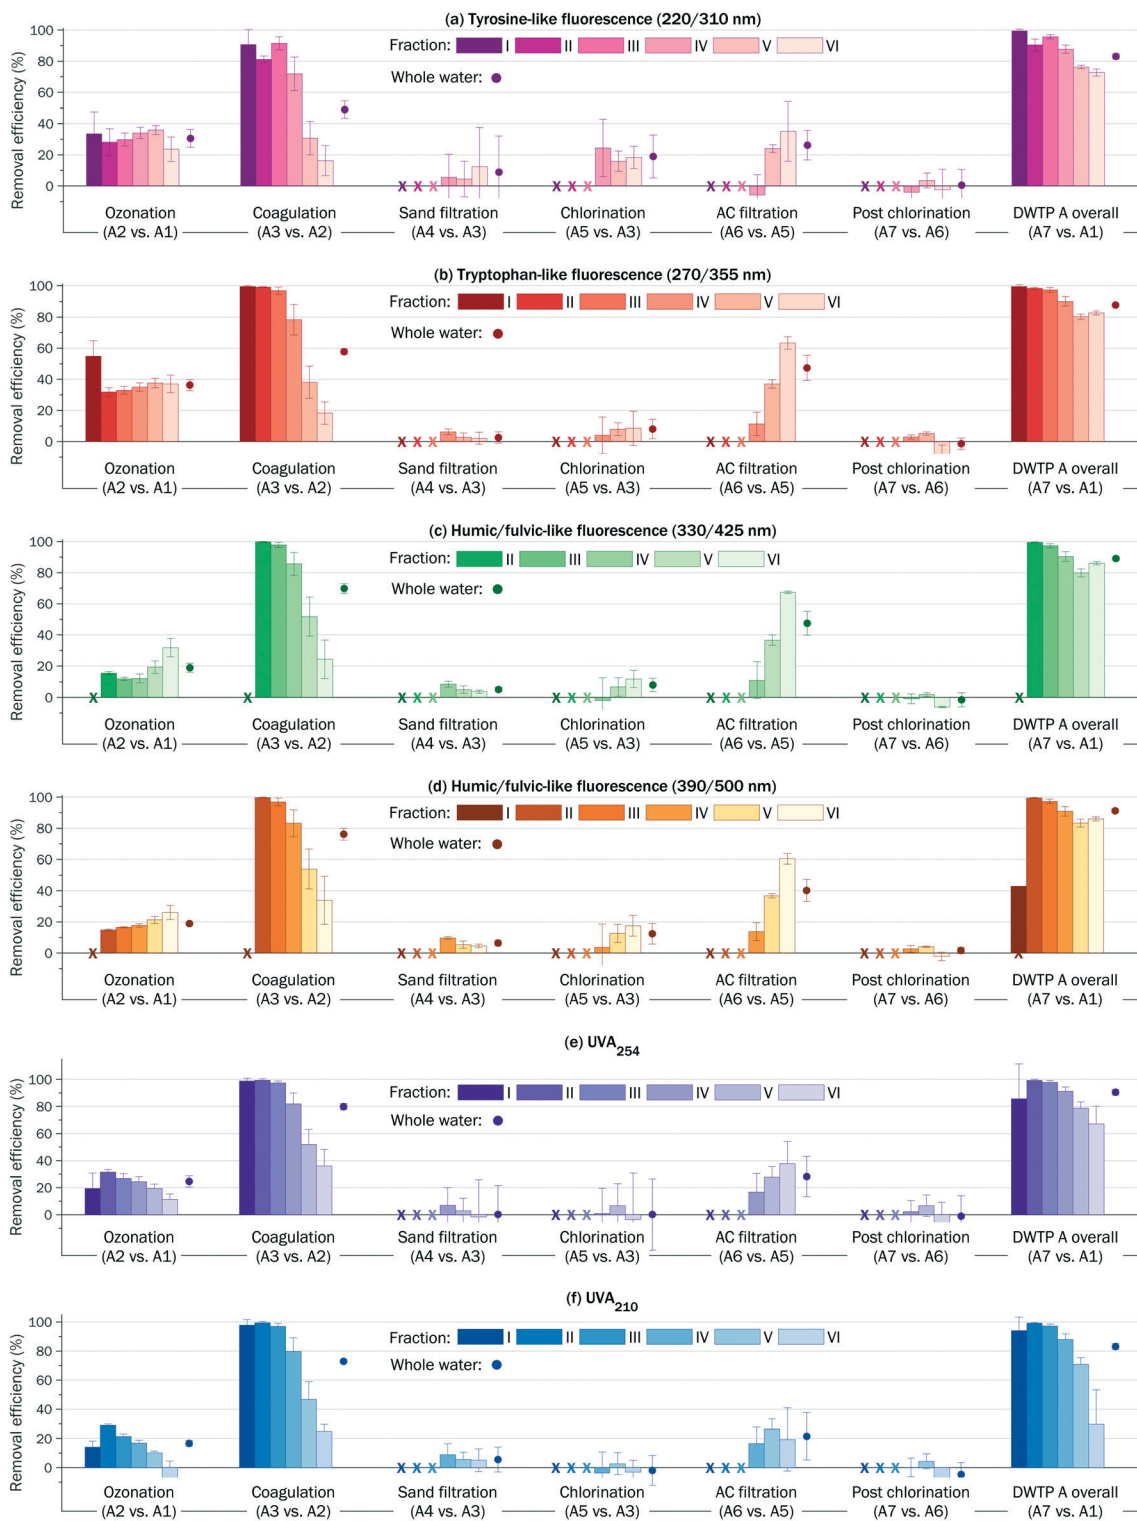 (a) Tyrosine-like fluorescence (220/310 nm)
Removal efficiency (%)
100
80
60
40
20
0
Fraction: I II III IV V VI
Whole water:
X X X X X X X X X X X X
Ozonation Coagulation Sand filtration Chlorination AC filtration Post chlorination DWTP A overall
(A2 vs. A1) (A3 vs. A2) (A4 vs. A3) (A5 vs. A3) (A6 vs. A5) (A7 vs. A6) (A7 vs. A1)
(b) Tryptophan-like fluorescence (270/355 nm)
Removal efficiency (%)
100
80
60
40
20
0
Fraction: I II III IV V VI
Whole water:
X X X X X X X X X X X X
Ozonation Coagulation Sand filtration Chlorination AC filtration Post chlorination DWTP A overall
(A2 vs. A1) (A3 vs. A2) (A4 vs. A3) (A5 vs. A3) (A6 vs. A5) (A7 vs. A6) (A7 vs. A1)
(c) Humic/fulvic-like fluorescence (330/425 nm)
Removal efficiency (%)
100
80
60
40
20
0
Fraction: II III IV V VI
Whole water:
X X X X X X X X X X X X X X X
Ozonation Coagulation Sand filtration Chlorination AC filtration Post chlorination DWTP A overall
(A2 vs. A1) (A3 vs. A2) (A4 vs. A3) (A5 vs. A3) (A6 vs. A5) (A7 vs. A6) (A7 vs. A1)
(d) Humic/fulvic-like fluorescence (390/500 nm)
Removal efficiency (%)
100
80
60
40
20
0
Fraction: I II III IV V VI
Whole water:
X X X X X X X X X X X X X X X
Ozonation Coagulation Sand filtration Chlorination AC filtration Post chlorination DWTP A overall
(A2 vs. A1) (A3 vs. A2) (A4 vs. A3) (A5 vs. A3) (A6 vs. A5) (A7 vs. A6) (A7 vs. A1)
(e) UVA254
Removal efficiency (%)
100
80
60
40
20
0
Fraction: I II III IV V VI
Whole water:
X X X X X X X X X X X X
Ozonation Coagulation Sand filtration Chlorination AC filtration Post chlorination DWTP A overall
(A2 vs. A1) (A3 vs. A2) (A4 vs. A3) (A5 vs. A3) (A6 vs. A5) (A7 vs. A6) (A7 vs. A1)
(f) UVA210
Removal efficiency (%)
100
80
60
40
20
0
Fraction: I II III IV V VI
Whole water:
X X X X X X X X X X X X
Ozonation Coagulation Sand filtration Chlorination AC filtration Post chlorination DWTP A overall
(A2 vs. A1) (A3 vs. A2) (A4 vs. A3) (A5 vs. A3) (A6 vs. A5) (A7 vs. A6) (A7 vs. A1)